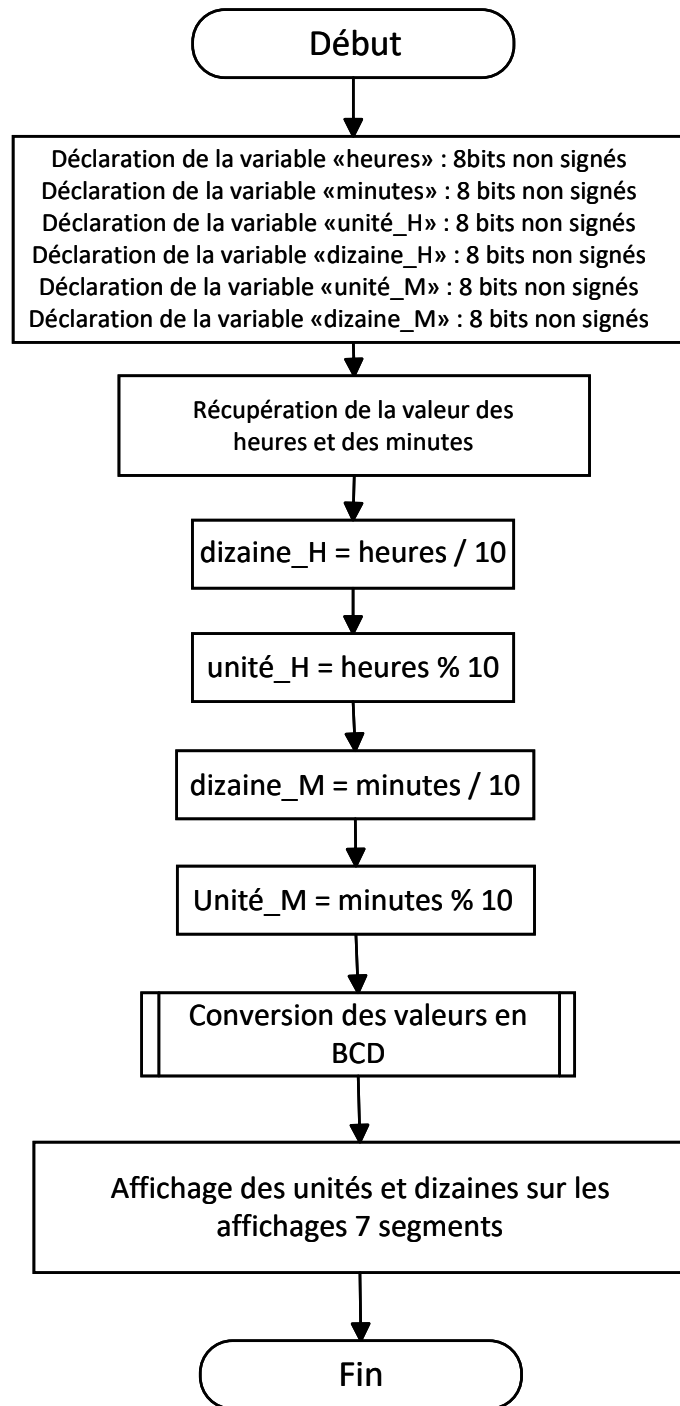 Début
Déclaration de la variable «heures» : 8bits non signés
Déclaration de la variable «minutes» : 8 bits non signés
Déclaration de la variable «unité_H» : 8 bits non signés
Déclaration de la variable «dizaine_H» : 8 bits non signés
Déclaration de la variable «unité_M» : 8 bits non signés
Déclaration de la variable «dizaine_M» : 8 bits non signés
Récupération de la valeur des
heures et des minutes
dizaine_H = heures / 10
unité_H = heures % 10
dizaine_M = minutes / 10
Unité_M = minutes % 10
Conversion des valeurs en
BCD
Affichage des unités et dizaines sur les
affichages 7 segments
Fin